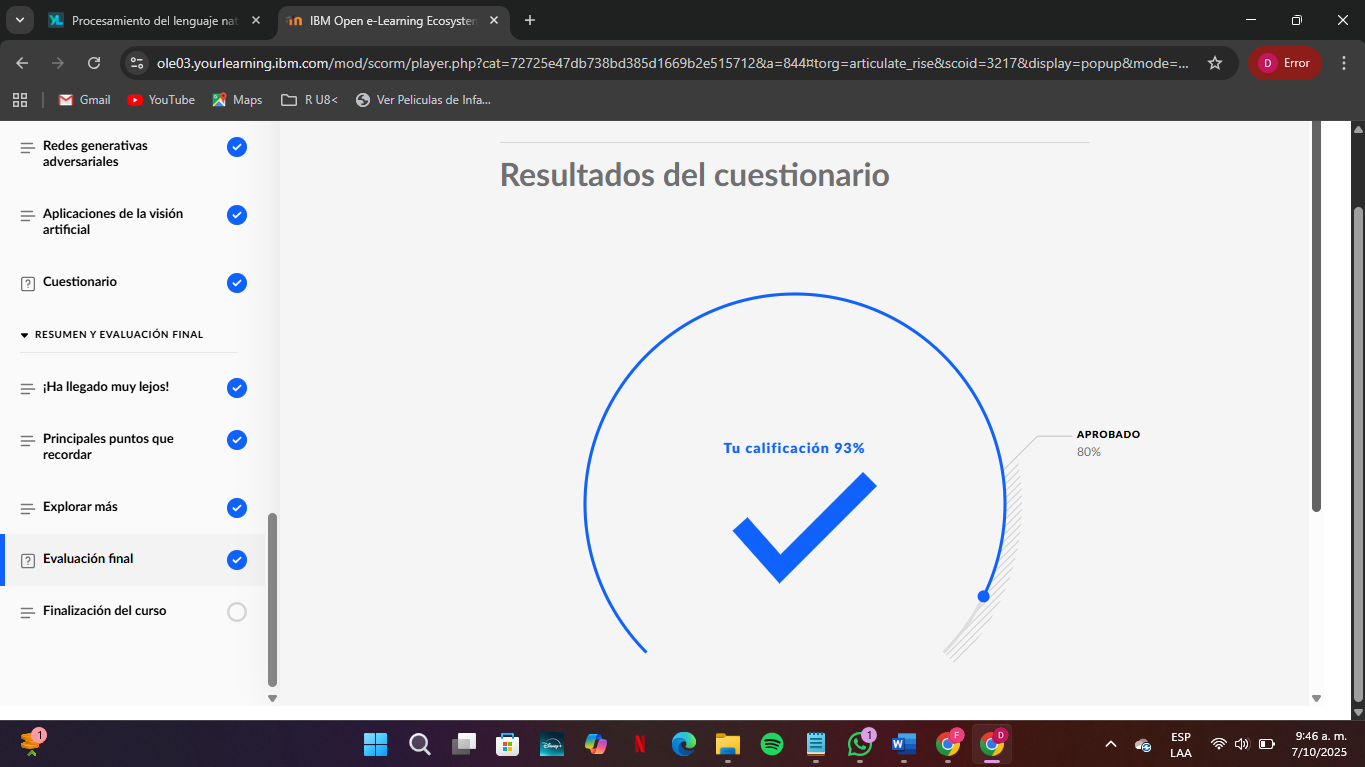 Procesamiento del lenguaje nat
IBM Open e-Learning Ecosystem
ole03.yourlearning.ibm.com/mod/scorm/player.php?cat=72725e47db738bd385d1669b2e515712&a=844¤torg=articulate_rise&scoid=3217&display=popup&mode=...
D
Error
Gmail
YouTube
Maps
R U8<
Ver Peliculas de Infa...
Redes generativas
adversariales
Aplicaciones de la visión
artificial
Cuestionario
RESUMEN Y EVALUACIÓN FINAL
¡Ha llegado muy lejos!
Principales puntos que
recordar
Explorar más
Evaluación final
Finalización del curso
Resultados del cuestionario
Tu calificación 93%
APROBADO
80%
1
Disney+
N
1
W
F
D
ESP
LAA
9:46 a. m.
7/10/2025